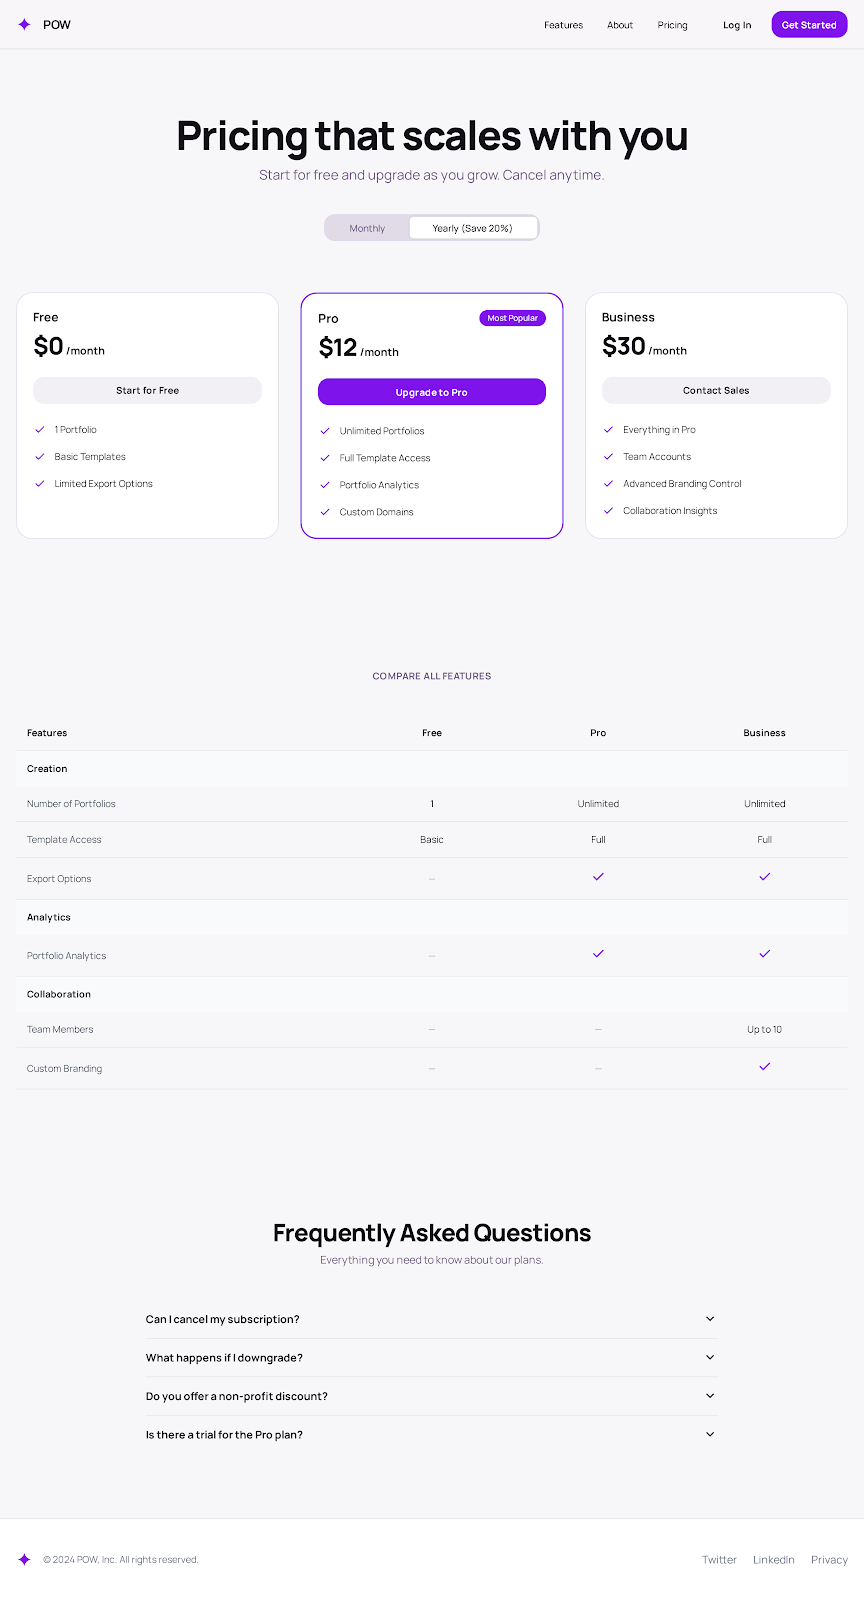 POW Features About Pricing Log In Get Started
Pricing that scales with you
Start for free and upgrade as you grow. Cancel anytime.
Monthly Yearly (Save 20%)
Free
$0 /month
Start for Free
1 Portfolio
Basic Templates
Limited Export Options
Pro Most Popular
$12 /month
Upgrade to Pro
Unlimited Portfolios
Full Template Access
Portfolio Analytics
Custom Domains
Business
$30 /month
Contact Sales
Everything in Pro
Team Accounts
Advanced Branding Control
Collaboration Insights
COMPARE ALL FEATURES
Features Free Pro Business
Creation
Number of Portfolios 1 Unlimited Unlimited
Template Access Basic Full Full
Export Options — ✓ ✓
Analytics
Portfolio Analytics — ✓ ✓
Collaboration
Team Members — — Up to 10
Custom Branding — — ✓
Frequently Asked Questions
Everything you need to know about our plans.
Can I cancel my subscription?
What happens if I downgrade?
Do you offer a non-profit discount?
Is there a trial for the Pro plan?
© 2024 POW, Inc. All rights reserved. Twitter LinkedIn Privacy